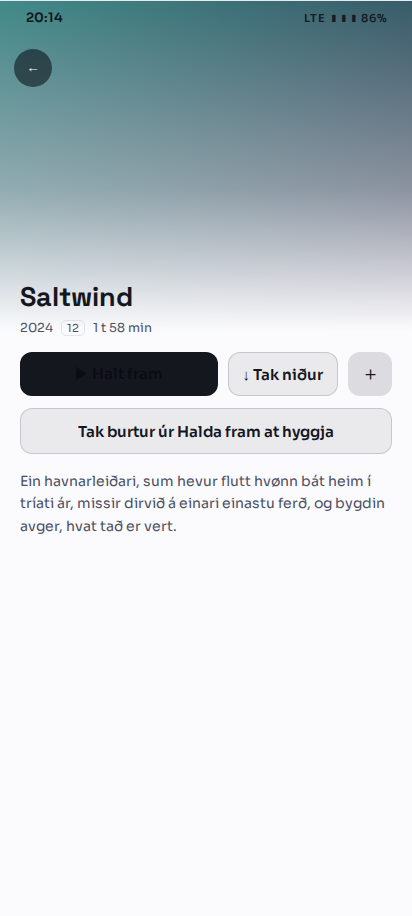 20:14
LTE 86%
←
Saltwind
2024 12 1 t 58 min
▶ Halt fram
↓ Tak niður
+
Tak burtur úr Halda fram at hyggja
Ein havnarleiðari, sum hevur flutt hvønn bát heim í
tríati ár, missir dirvið á einari einastu ferð, og bygdin
avger, hvat tað er vert.